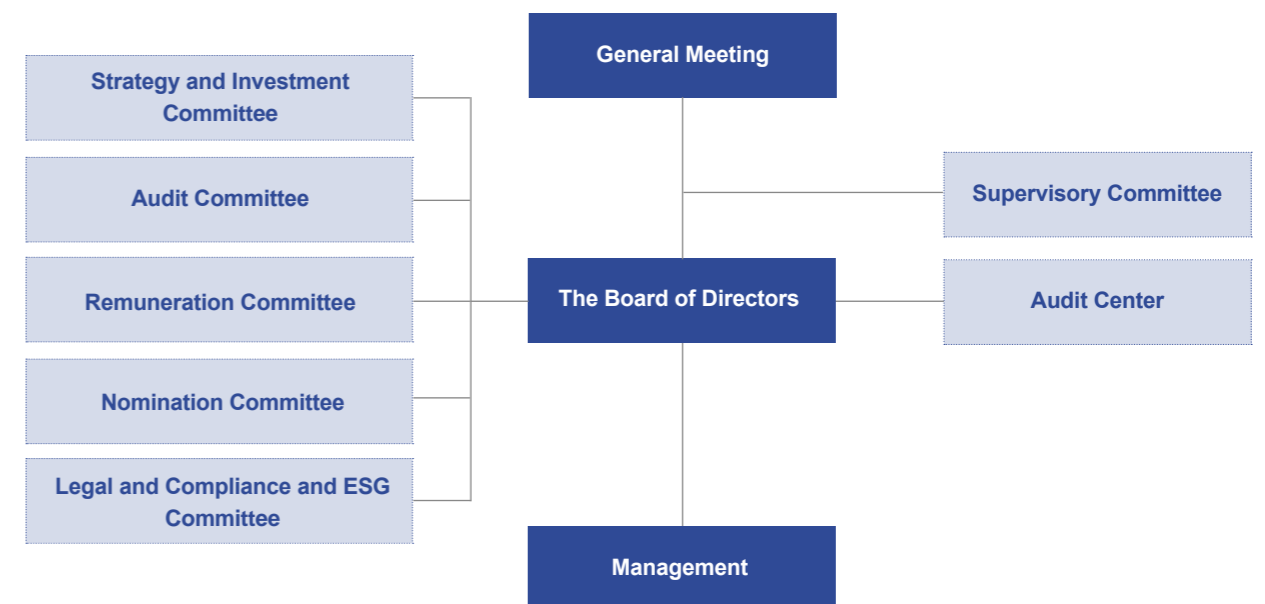 General Meeting
Strategy and Investment
Committee
Audit Committee
Supervisory Committee
Remuneration Committee
The Board of Directors
Audit Center
Nomination Committee
Legal and Compliance and ESG
Committee
Management